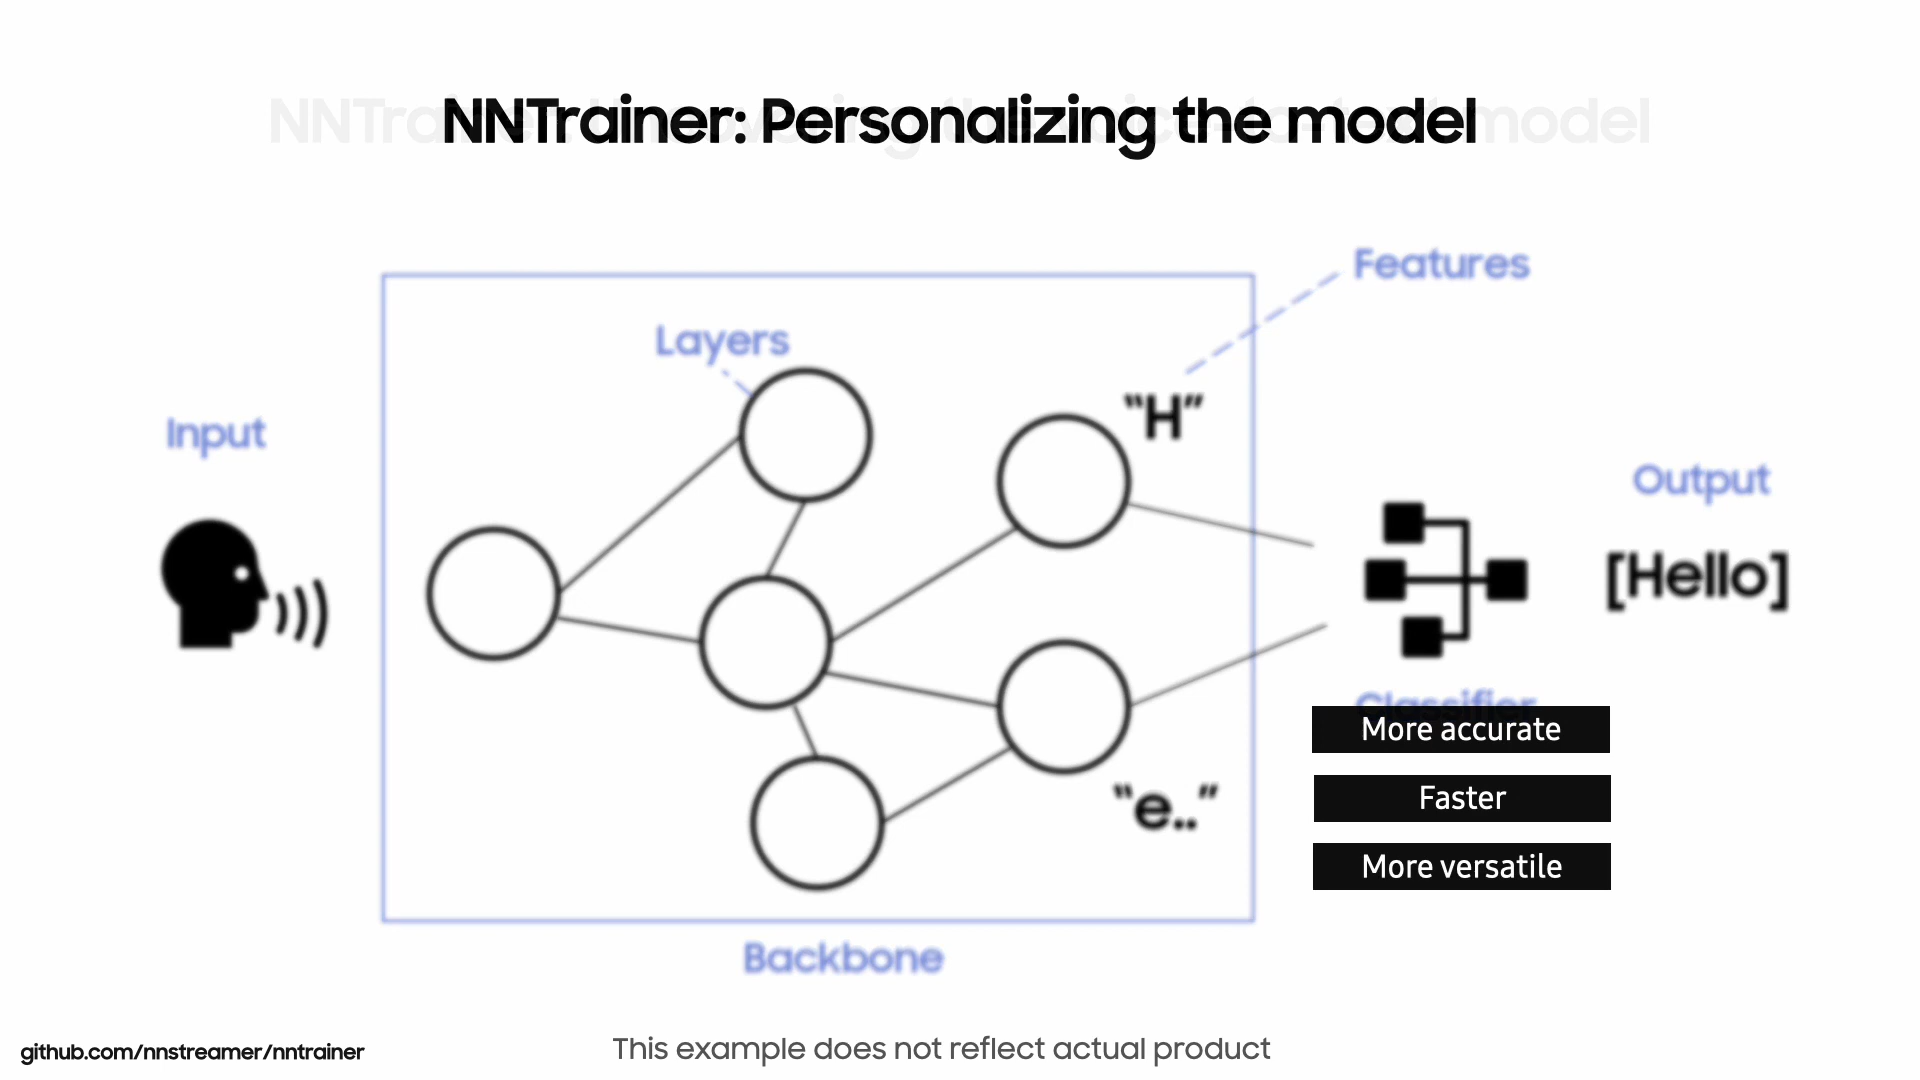 NNTrainer: Personalizing the model
Features
Layers
Input
“H”
Output
[Hello]
Classifier
More accurate
Faster
“e..”
More versatile
Backbone
github.com/nnstreamer/nntrainer
This example does not reflect actual product